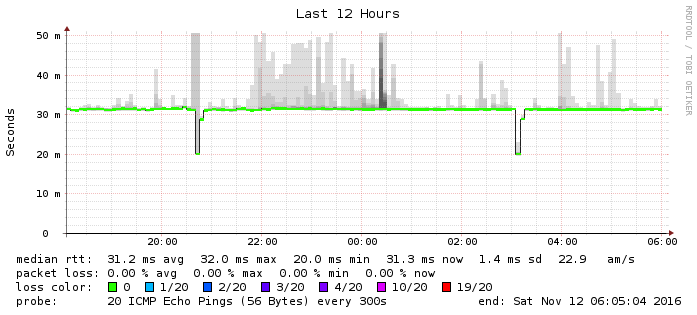 Last 12 Hours
RRDTOOL / TOBI OETIKER
Seconds
50 m
40 m
30 m
20 m
10 m
0
20:00 22:00 00:00 02:00 04:00 06:00
median rtt: 31.2 ms avg 32.0 ms max 20.0 ms min 31.3 ms now 1.4 ms sd 22.9 am/s
packet loss: 0.00 % avg 0.00 % max 0.00 % min 0.00 % now
loss color: 0 1/20 2/20 3/20 4/20 10/20 19/20
probe: 20 ICMP Echo Pings (56 Bytes) every 300s end: Sat Nov 12 06:05:04 2016